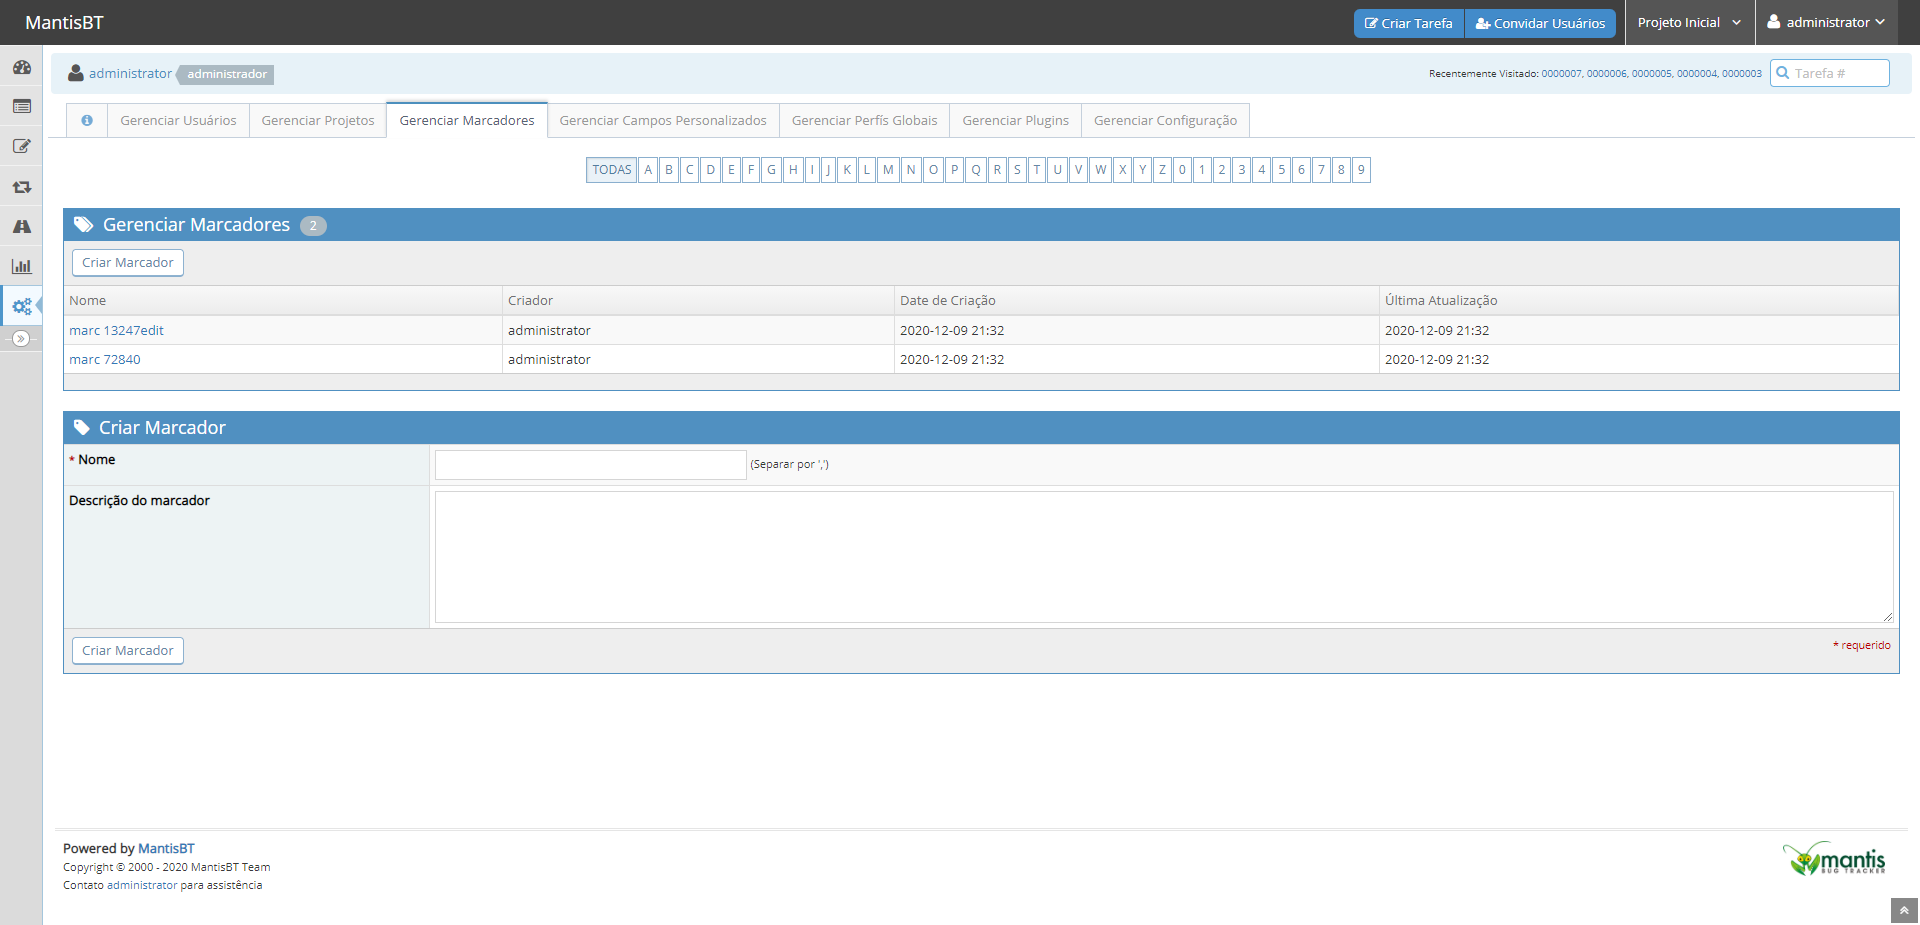 MantisBT
Criar Tarefa
Convidar Usuários
Projeto Inicial
administrator
administrator administrador
Recentemente Visitado: 0000007, 0000006, 0000005, 0000004, 0000003
Tarefa #
Gerenciar Usuários
Gerenciar Projetos
Gerenciar Marcadores
Gerenciar Campos Personalizados
Gerenciar Perfís Globais
Gerenciar Plugins
Gerenciar Configuração
TODAS A B C D E F G H I J K L M N O P Q R S T U V W X Y Z 0 1 2 3 4 5 6 7 8 9
Gerenciar Marcadores 2
Criar Marcador
Nome Criador Date de Criação Última Atualização
marc 13247edit administrator 2020-12-09 21:32 2020-12-09 21:32
marc 72840 administrator 2020-12-09 21:32 2020-12-09 21:32
Criar Marcador
* Nome (Separar por ',')
Descrição do marcador
Criar Marcador
* requerido
Powered by MantisBT
Copyright © 2000 - 2020 MantisBT Team
Contato administrator para assistência
mantis
BUG TRACKER